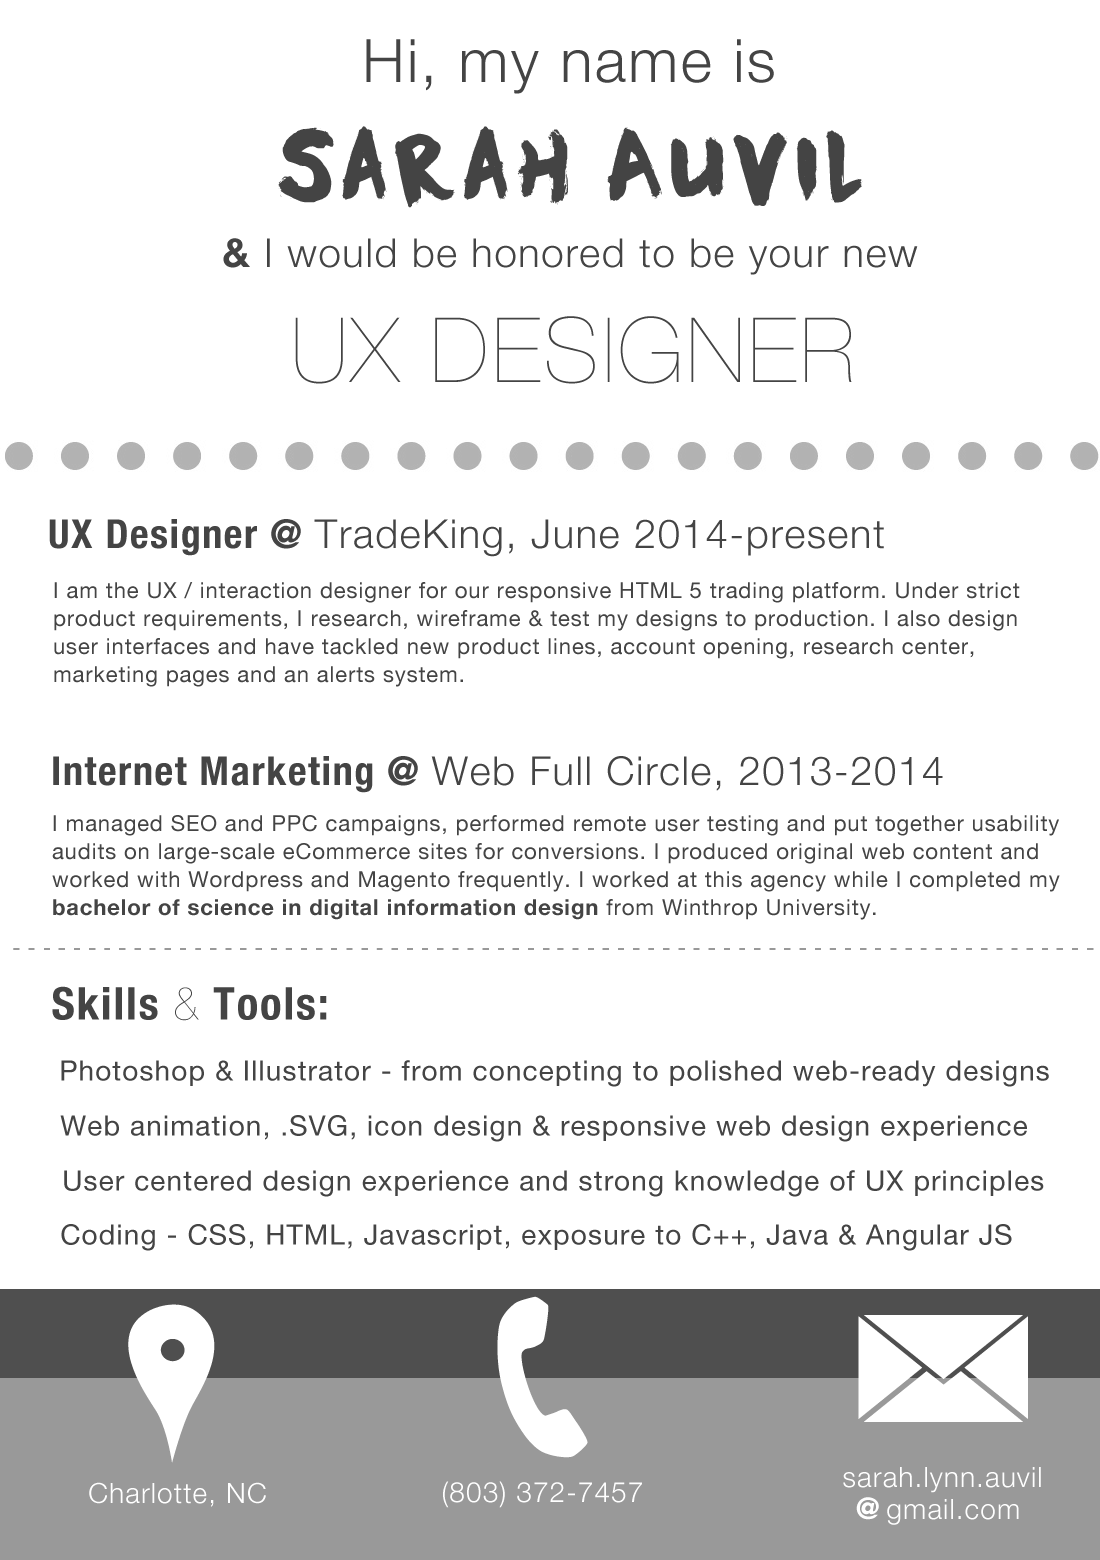 Hi, my name is
SARAH AUVIL
& I would be honored to be your new
UX DESIGNER
UX Designer @ TradeKing, June 2014-present
I am the UX / interaction designer for our responsive HTML 5 trading platform. Under strict
product requirements, I research, wireframe & test my designs to production. I also design
user interfaces and have tackled new product lines, account opening, research center,
marketing pages and an alerts system.
Internet Marketing @ Web Full Circle, 2013-2014
I managed SEO and PPC campaigns, performed remote user testing and put together usability
audits on large-scale eCommerce sites for conversions. I produced original web content and
worked with Wordpress and Magento frequently. I worked at this agency while I completed my
bachelor of science in digital information design from Winthrop University.
Skills & Tools:
Photoshop & Illustrator - from concepting to polished web-ready designs
Web animation, .SVG, icon design & responsive web design experience
User centered design experience and strong knowledge of UX principles
Coding - CSS, HTML, Javascript, exposure to C++, Java & Angular JS
Charlotte, NC
(803) 372-7457
sarah.lynn.auvil
@gmail.com